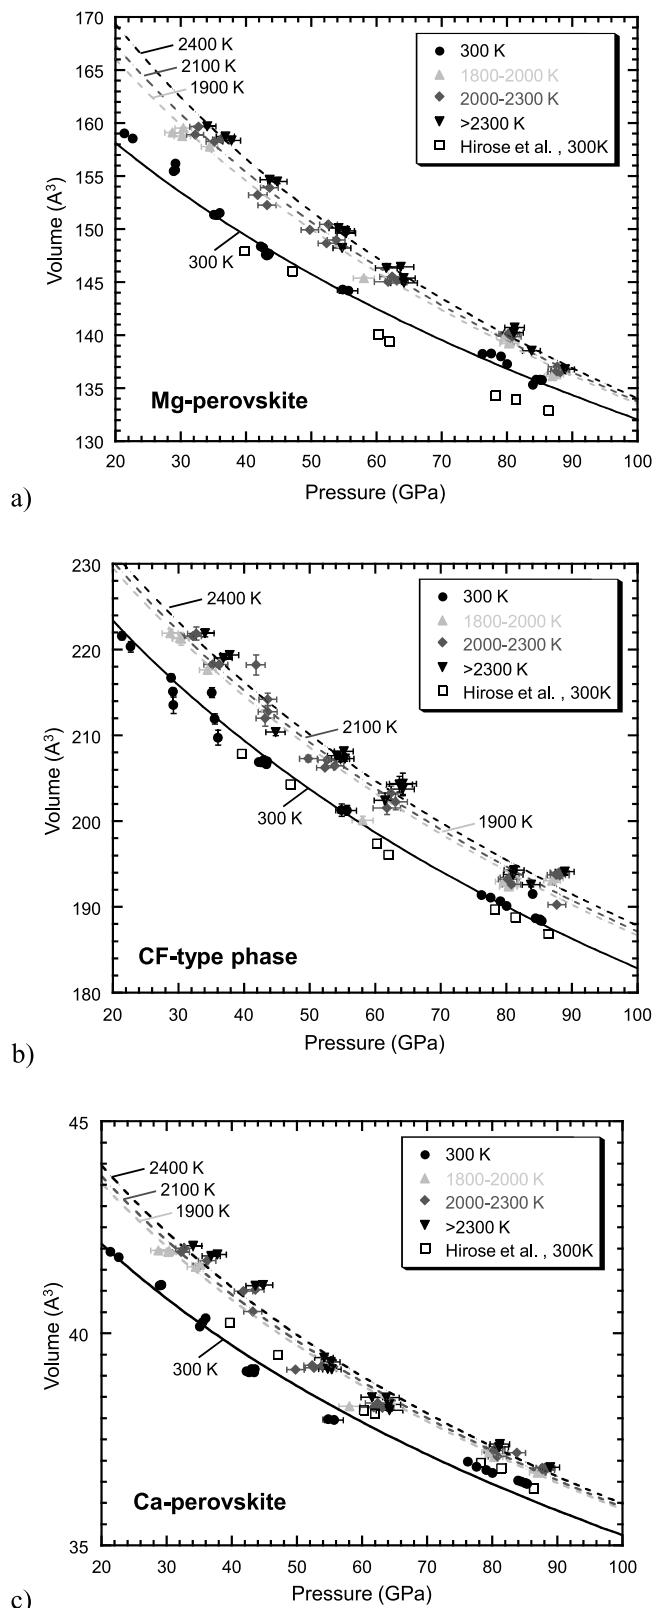 170
165
160
155
150
145
140
135
130
Volume (A³)
2400 K
2100 K
1900 K
300 K
300 K
1800-2000 K
2000-2300 K
>2300 K
Hirose et al. , 300K
Mg-perovskite
20 30 40 50 60 70 80 90 100
Pressure (GPa)
a)
230
220
210
200
190
180
Volume (A³)
2400 K
2100 K
1900 K
300 K
300 K
1800-2000 K
2000-2300 K
>2300 K
Hirose et al. , 300K
CF-type phase
20 30 40 50 60 70 80 90 100
Pressure (GPa)
b)
45
40
35
Volume (A³)
2400 K
2100 K
1900 K
300 K
300 K
1800-2000 K
2000-2300 K
>2300 K
Hirose et al. , 300K
Ca-perovskite
20 30 40 50 60 70 80 90 100
Pressure (GPa)
c)